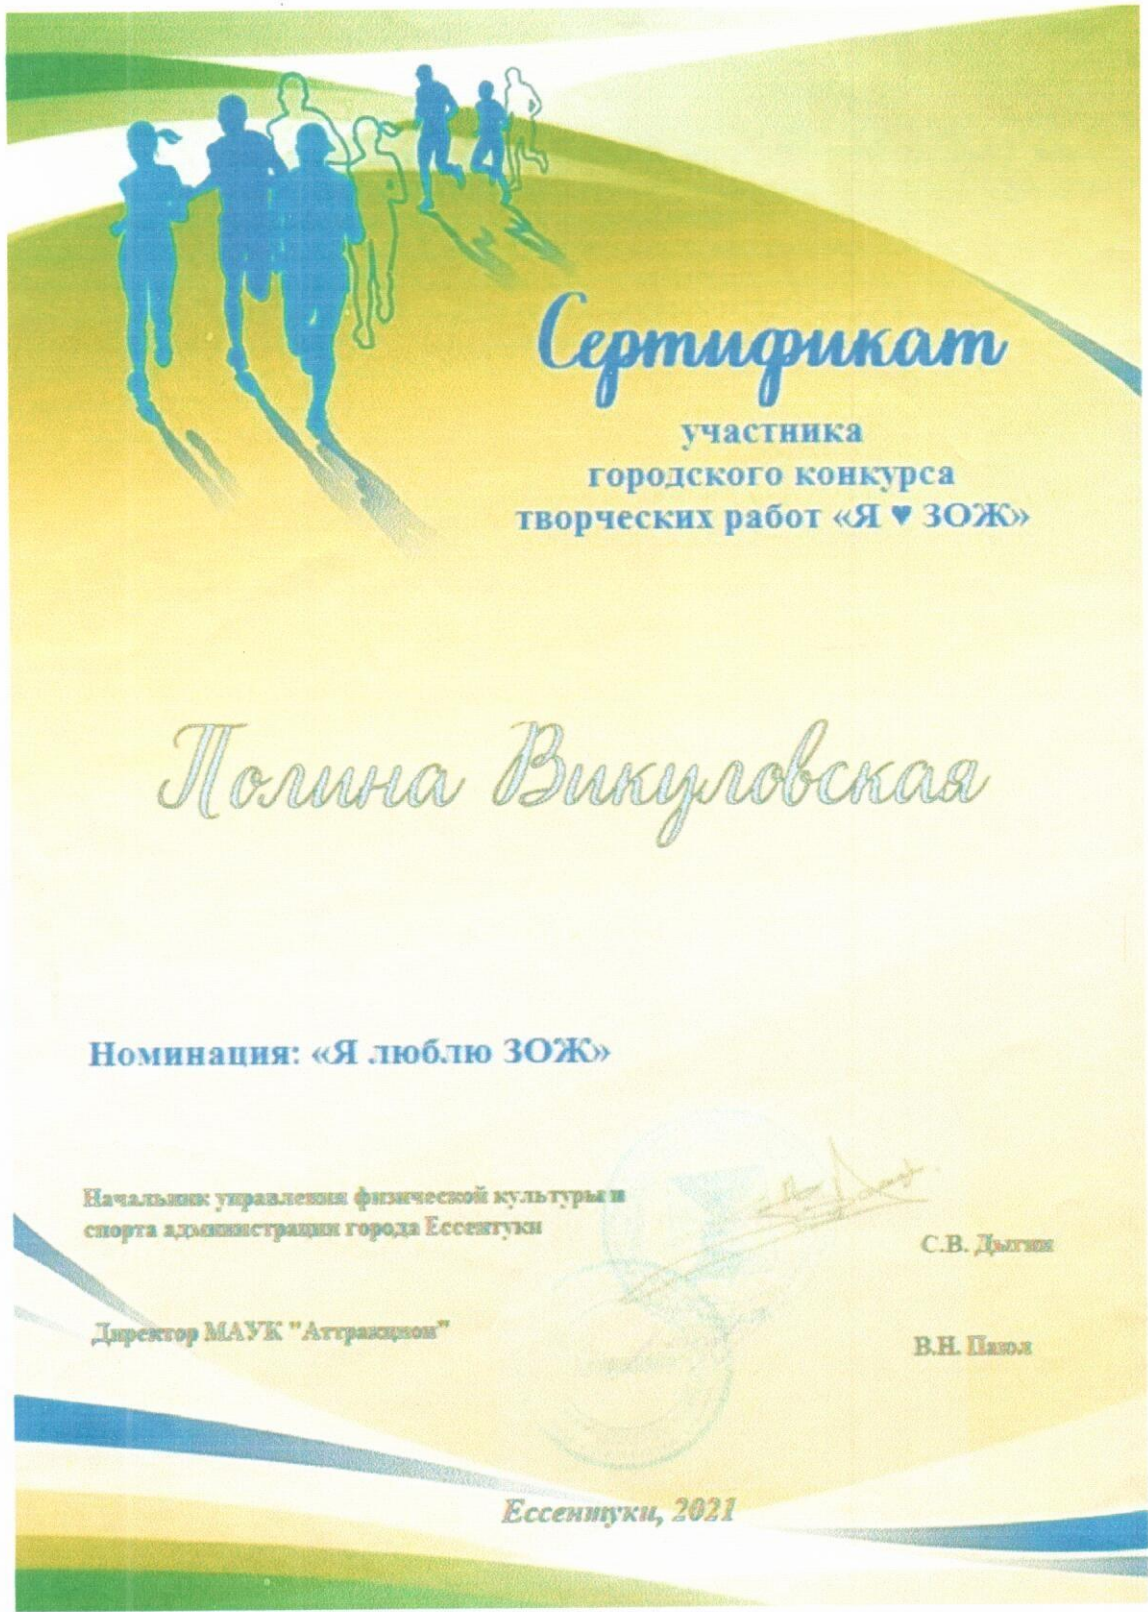 Сертификат
участника
городского конкурса
творческих работ «Я ♥ ЗОЖ»
Полина Викуловская
Номинация: «Я люблю ЗОЖ»
Начальник управления физической культуры и
спорта администрации города Ессентуки
С.В.
Директор МАУК "Аттракцион"
В.Н.
Ессентуки, 2021